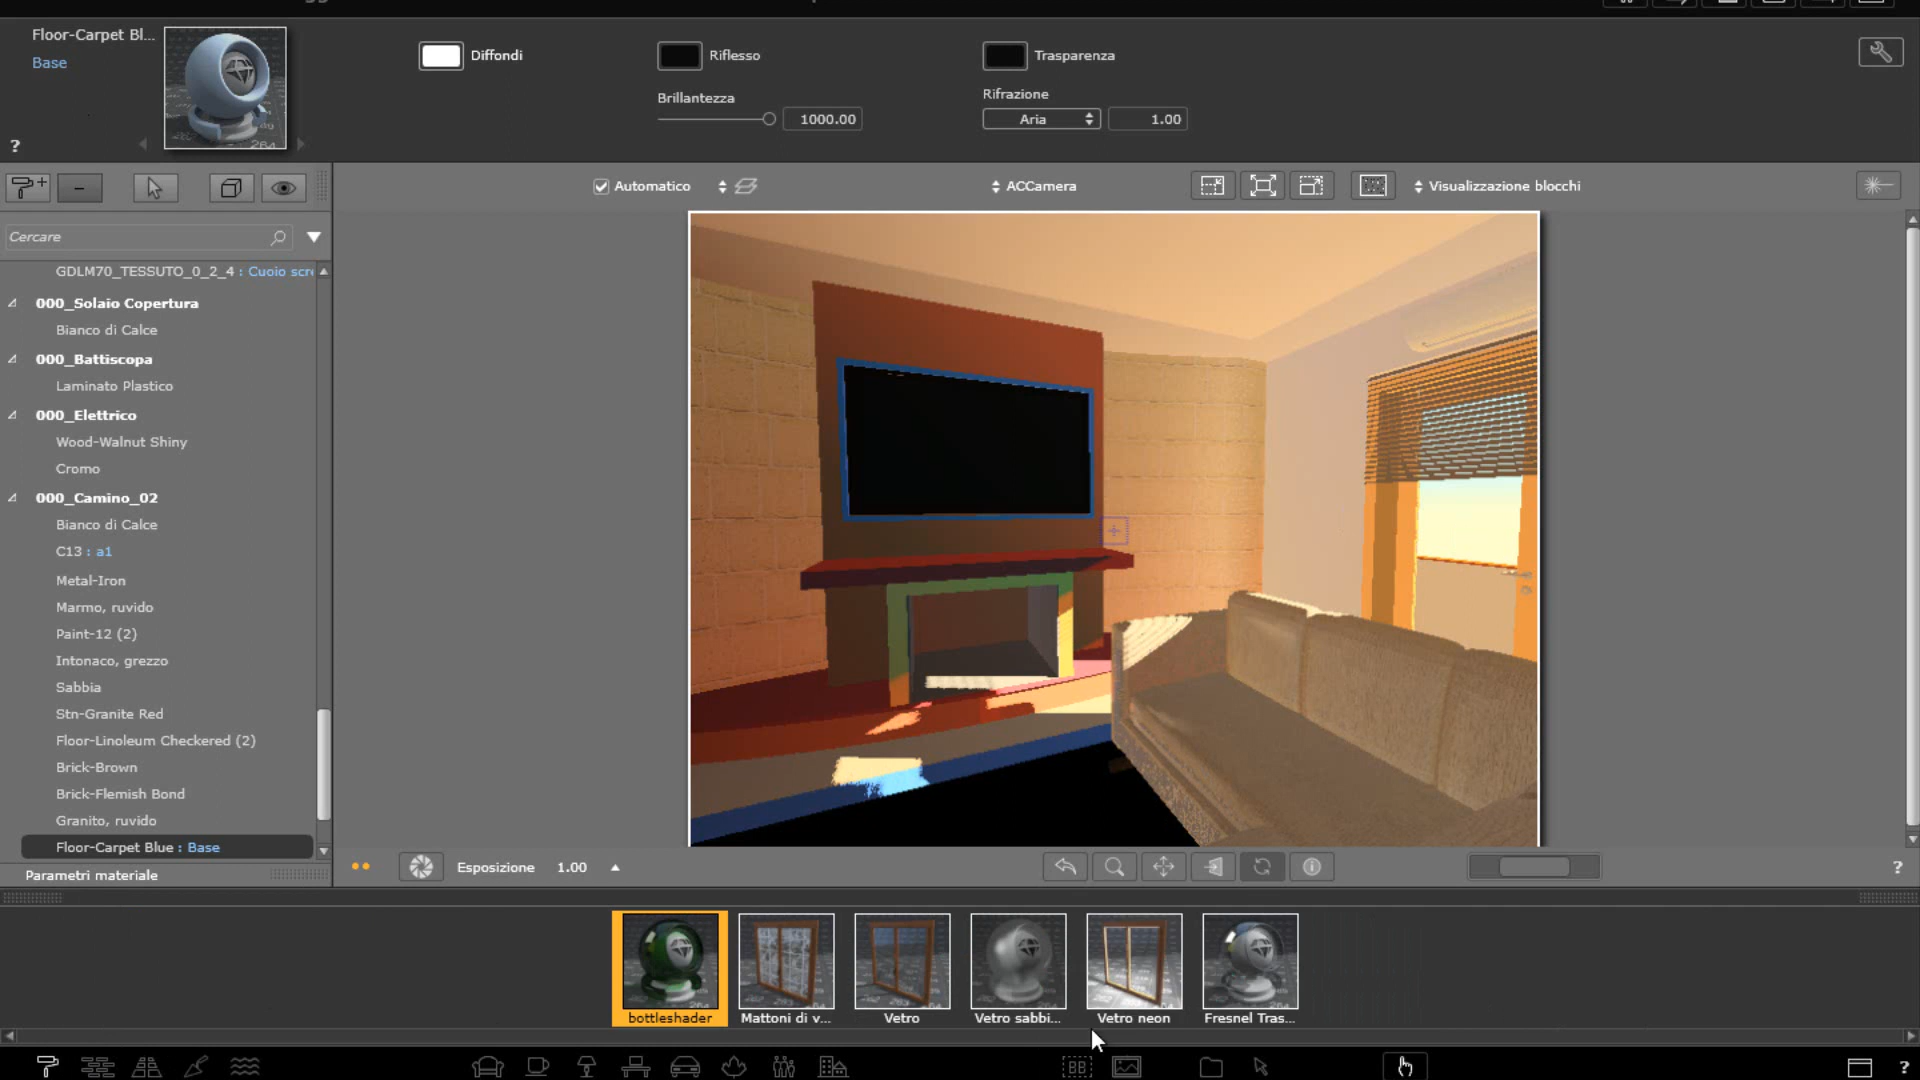 Floor-Carpet Bl...
Base
Diffondi
Riflesso
Trasparenza
Brillantezza
1000.00
Rifrazione
Aria
1.00
?
Automatico
ACCamera
Visualizzazione blocchi
Cercare
GDLM70_TESSUTO_0_2_4 : Cuoio scr
000_Solaio Copertura
Bianco di Calce
000_Battiscopa
Laminato Plastico
000_Elettrico
Wood-Walnut Shiny
Cromo
000_Camino_02
Bianco di Calce
C13 : a1
Metal-Iron
Marmo, ruvido
Paint-12 (2)
Intonaco, grezzo
Sabbia
Stn-Granite Red
Floor-Linoleum Checkered (2)
Brick-Brown
Brick-Flemish Bond
Granito, ruvido
Floor-Carpet Blue : Base
Parametri materiale
Esposizione
1.00
?
bottleshader
Mattoni di v...
Vetro
Vetro sabbi...
Vetro neon
Fresnel Tras...
BB
?